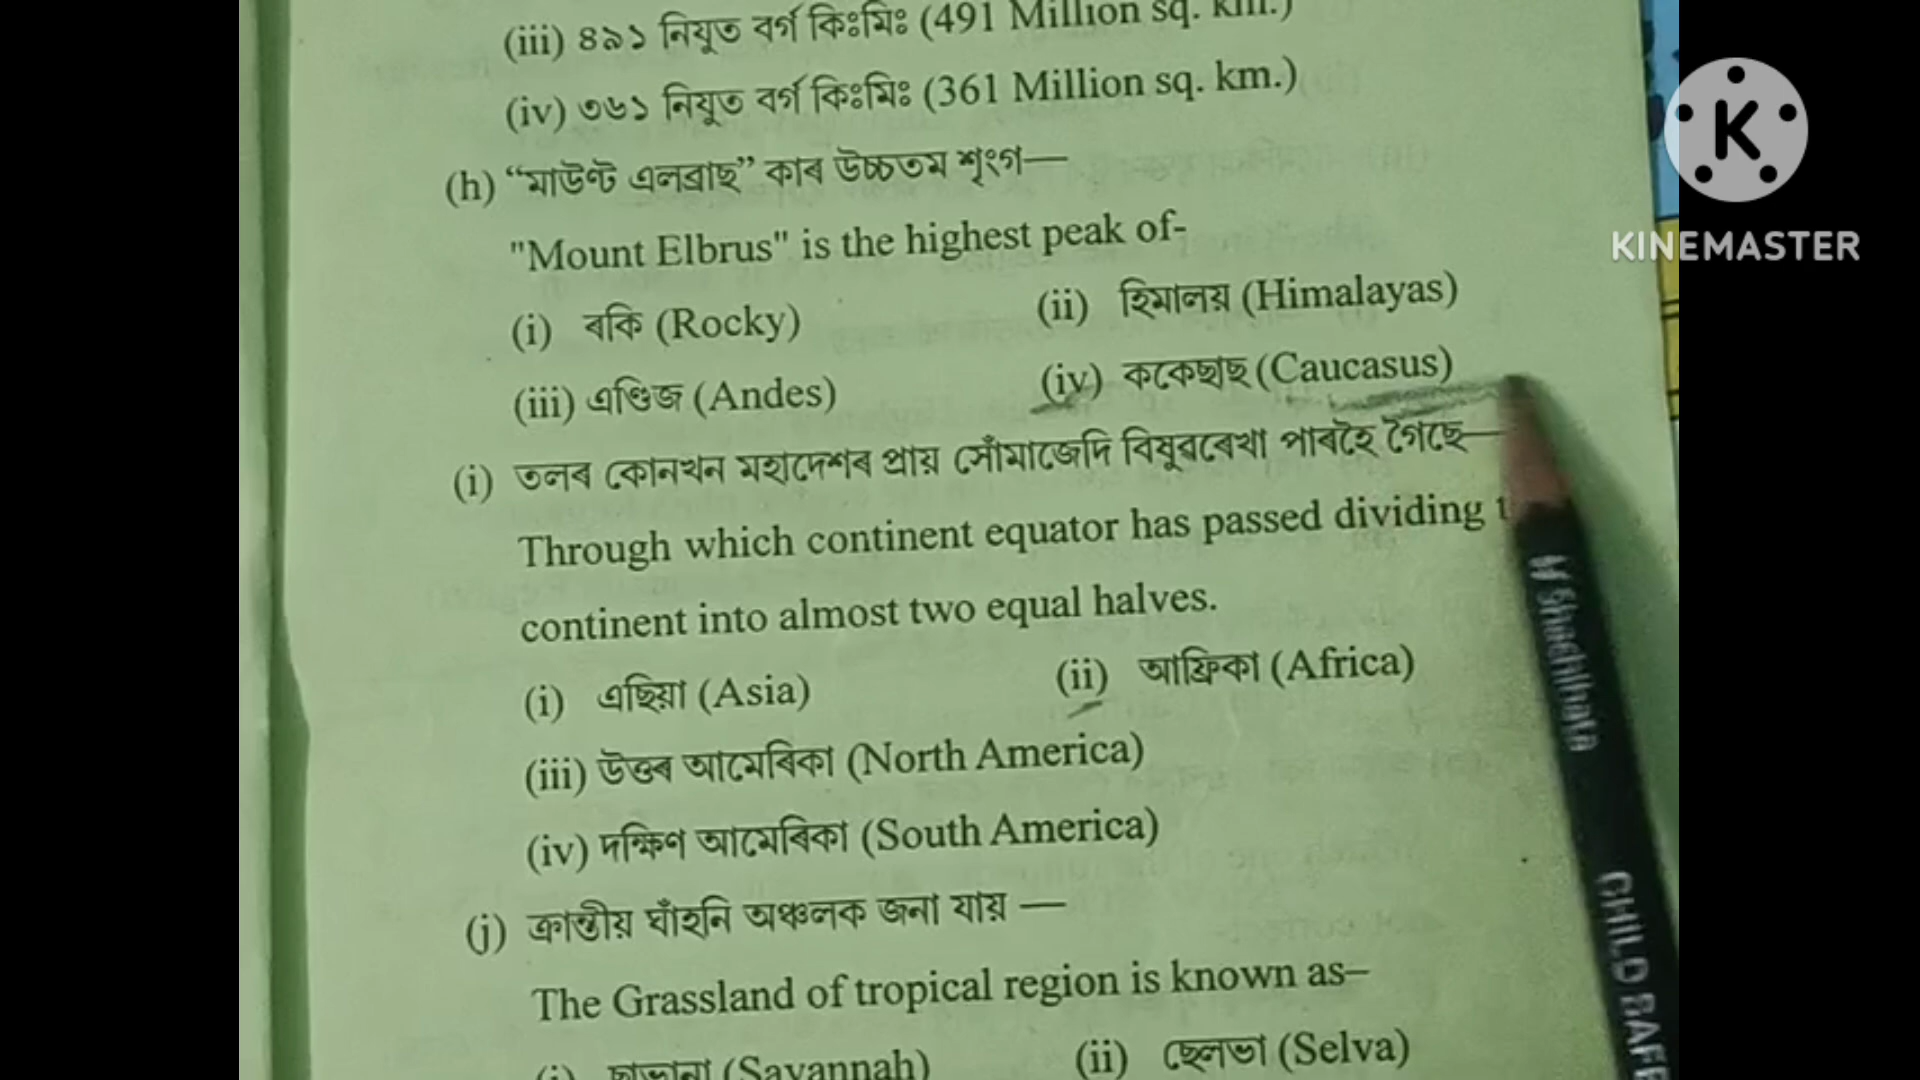 (iii) ৪৯১ নিযুত বৰ্গ কিঃমিঃ (491 Million sq. km.)
(iv) ৩৬১ নিযুত বৰ্গ কিঃমিঃ (361 Million sq. km.)
(h) “মাউণ্ট এলব্ৰাছ” কাৰ উচ্চতম শৃংগ—
"Mount Elbrus" is the highest peak of-
(i) ৰকি (Rocky) (ii) হিমালয় (Himalayas)
(iii) এণ্ডিজ (Andes) (iv) ককেছাছ (Caucasus)
(i) তলৰ কোনখন মহাদেশৰ প্ৰায় সোঁমাজেদি বিষুৱৰেখা পাৰহৈ গৈছে—
Through which continent equator has passed dividing
continent into almost two equal halves.
(i) এছিয়া (Asia) (ii) আফ্ৰিকা (Africa)
(iii) উত্তৰ আমেৰিকা (North America)
(iv) দক্ষিণ আমেৰিকা (South America)
(j) ক্ৰান্তীয় ঘাঁহনি অঞ্চলক জনা যায় —
The Grassland of tropical region is known as–
(i) ছাভানা (Savannah) (ii) ছেলভা (Selva)
K
KINEMASTER